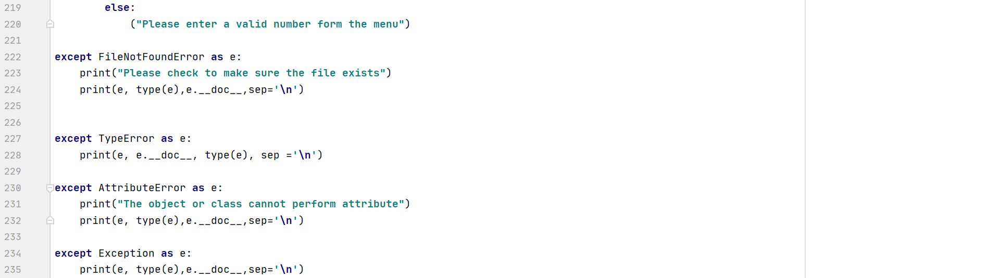 219 else:
220 ("Please enter a valid number form the menu")
221
222 except FileNotFoundError as e:
223 print("Please check to make sure the file exists")
224 print(e, type(e),e.__doc__,sep='\n')
225
226
227 except TypeError as e:
228 print(e, e.__doc__, type(e), sep ='\n')
229
230 except AttributeError as e:
231 print("The object or class cannot perform attribute")
232 print(e, type(e),e.__doc__,sep='\n')
233
234 except Exception as e:
235 print(e, type(e),e.__doc__,sep='\n')